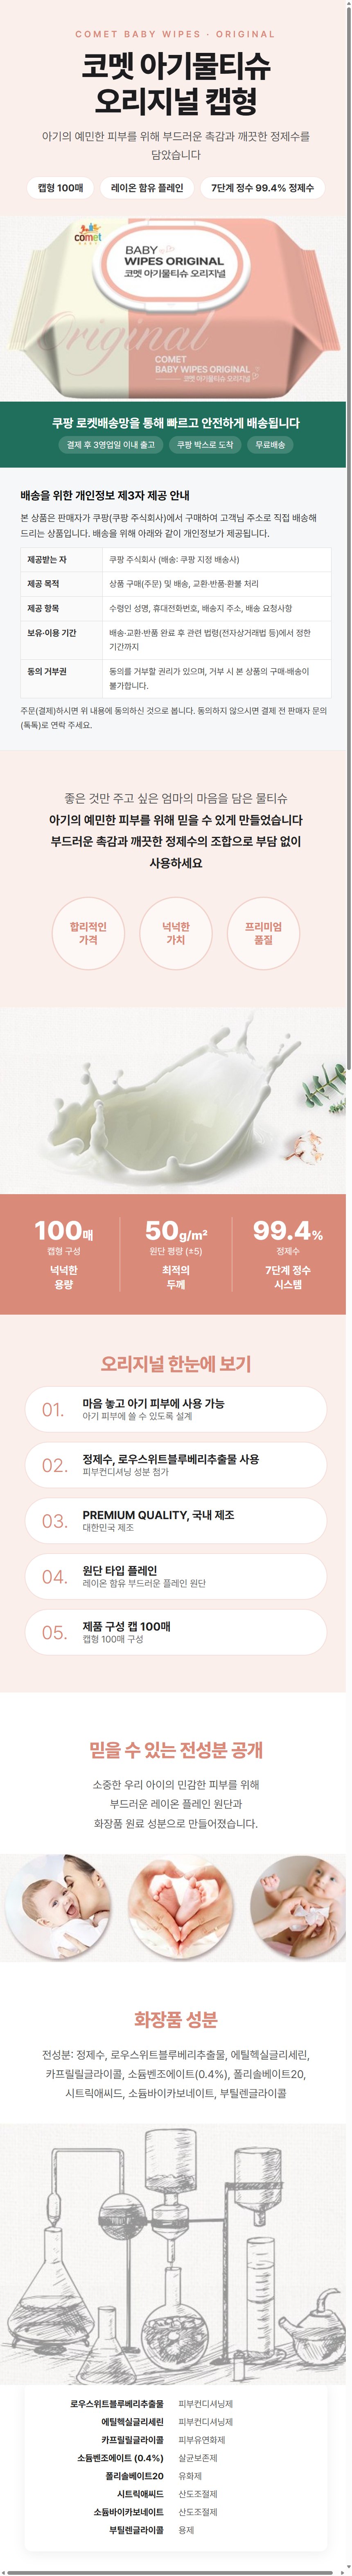 COMET BABY WIPES · ORIGINAL
코멧 아기물티슈
오리지널 캡형
아기의 예민한 피부를 위해 부드러운 촉감과 깨끗한 정제수를
담았습니다
캡형 100매
레이온 함유 플레인
7단계 정수 99.4% 정제수
comet
BABY
WIPES ORIGINAL
코멧 아기물티슈 오리지널
Original
COMET
BABY WIPES ORIGINAL
코멧 아기물티슈 오리지널
쿠팡 로켓배송망을 통해 빠르고 안전하게 배송됩니다
결제 후 3영업일 이내 출고
쿠팡 박스로 도착
무료배송
배송을 위한 개인정보 제3자 제공 안내
본 상품은 판매자가 쿠팡(쿠팡 주식회사)에서 구매하여 고객님 주소로 직접 배송해
드리는 상품입니다. 배송을 위해 아래와 같이 개인정보가 제공됩니다.
제공받는 자 쿠팡 주식회사 (배송: 쿠팡 지정 배송사)
제공 목적 상품 구매(주문) 및 배송, 교환·반품·환불 처리
제공 항목 수령인 성명, 휴대전화번호, 배송지 주소, 배송 요청사항
보유·이용 기간 배송·교환·반품 완료 후 관련 법령(전자상거래법 등)에서 정한
기간까지
동의 거부권 동의를 거부할 권리가 있으며, 거부 시 본 상품의 구매·배송이
불가합니다.
주문(결제)하시면 위 내용에 동의하신 것으로 봅니다. 동의하지 않으시면 결제 전 판매자 문의
(톡톡)로 연락 주세요.
좋은 것만 주고 싶은 엄마의 마음을 담은 물티슈
아기의 예민한 피부를 위해 믿을 수 있게 만들었습니다
부드러운 촉감과 깨끗한 정제수의 조합으로 부담 없이
사용하세요
합리적인
가격
넉넉한
가치
프리미엄
품질
100매
캡형 구성
넉넉한
용량
50g/m²
원단 평량 (±5)
최적의
두께
99.4%
정제수
7단계 정수
시스템
오리지널 한눈에 보기
01.
마음 놓고 아기 피부에 사용 가능
아기 피부에 쓸 수 있도록 설계
02.
정제수, 로우스위트블루베리추출물 사용
피부컨디셔닝 성분 첨가
03.
PREMIUM QUALITY, 국내 제조
대한민국 제조
04.
원단 타입 플레인
레이온 함유 부드러운 플레인 원단
05.
제품 구성 캡 100매
캡형 100매 구성
믿을 수 있는 전성분 공개
소중한 우리 아이의 민감한 피부를 위해
부드러운 레이온 플레인 원단과
화장품 원료 성분으로 만들어졌습니다.
화장품 성분
전성분: 정제수, 로우스위트블루베리추출물, 에틸헥실글리세린,
카프릴릴글라이콜, 소듐벤조에이트(0.4%), 폴리솔베이트20,
시트릭애씨드, 소듐바이카보네이트, 부틸렌글라이콜
로우스위트블루베리추출물 피부컨디셔닝제
에틸헥실글리세린 피부컨디셔닝제
카프릴릴글라이콜 피부유연화제
소듐벤조에이트 (0.4%) 살균보존제
폴리솔베이트20 유화제
시트릭애씨드 산도조절제
소듐바이카보네이트 산도조절제
부틸렌글라이콜 용제